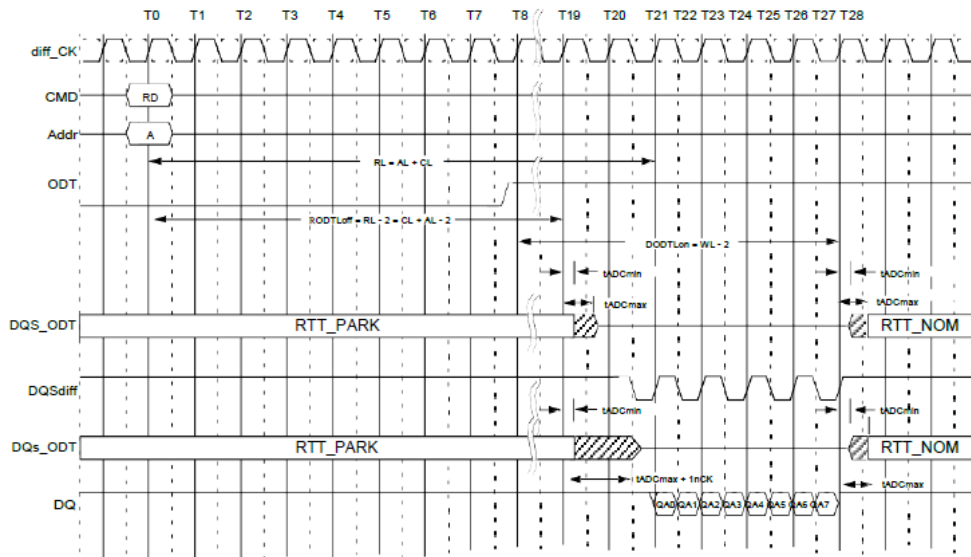 T0 T1 T2 T3 T4 T5 T6 T7 T8 T19 T20 T21 T22 T23 T24 T25 T26 T27 T28
diff_CK
CMD RD
Addr A
RL = AL + CL
ODT
RODTLoff = RL - 2 = CL + AL - 2
DODTLon = WL - 2
tADCmin tADCmin
tADCmax tADCmax
DQS_ODT RTT_PARK RTT_NOM
DQSdiff
tADCmin tADCmin
DQs_ODT RTT_PARK RTT_NOM
tADCmax + 1nCK tADCmax
DQ QA0 QA1 QA2 QA3 QA4 QA5 QA6 QA7